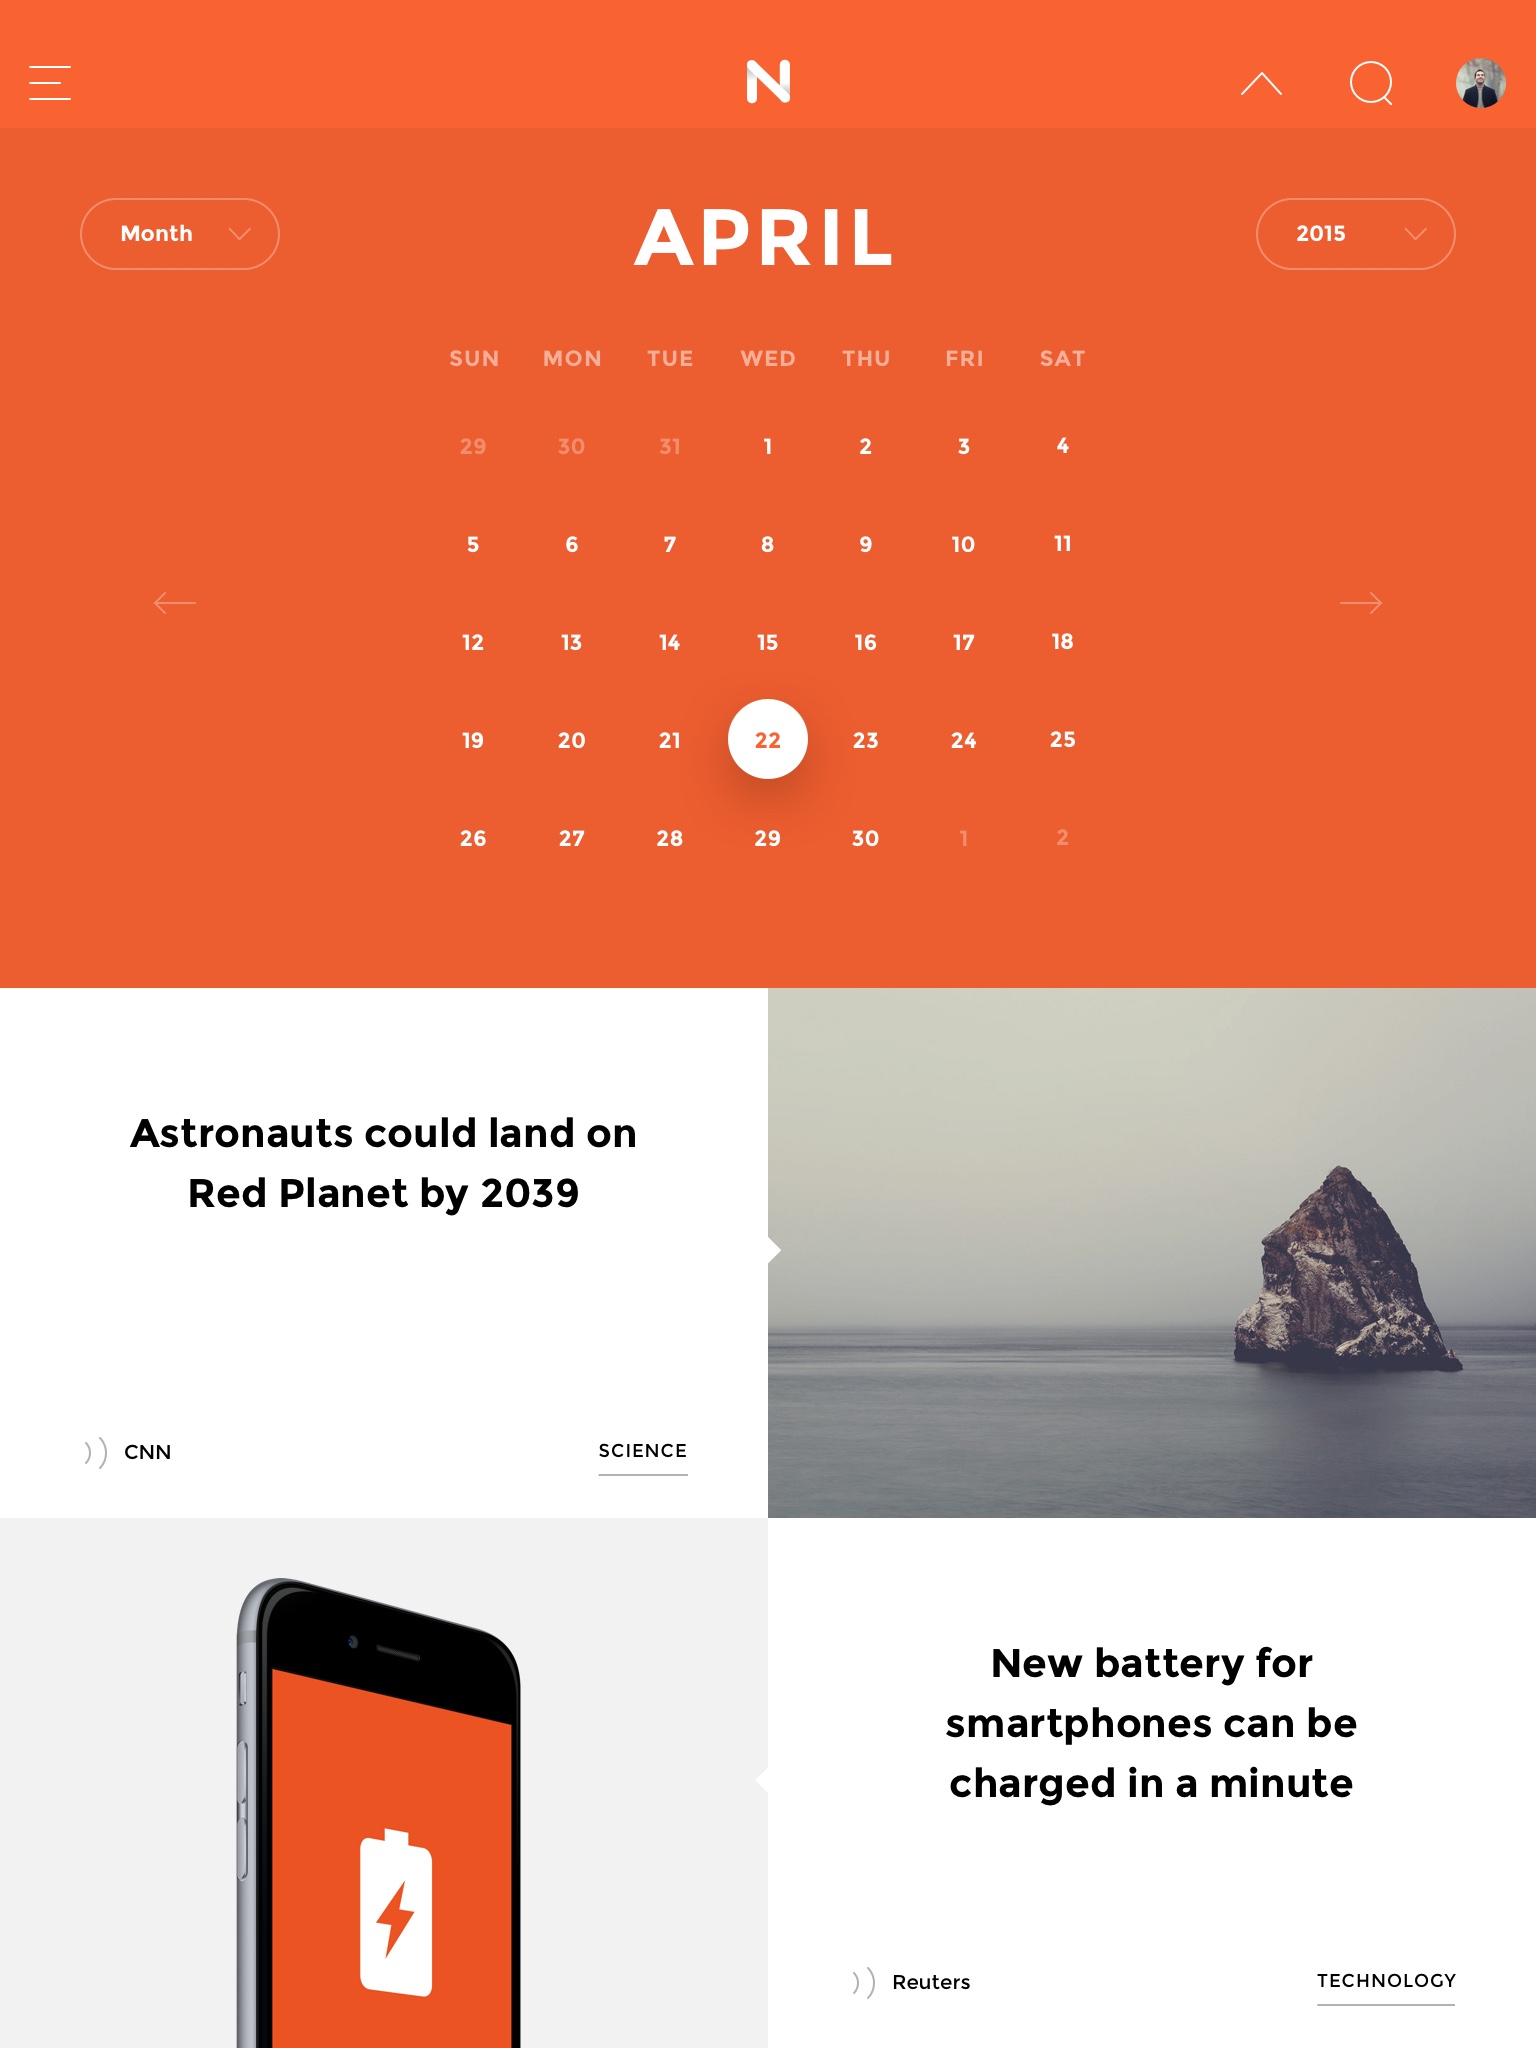 N
Month
APRIL
2015
SUN MON TUE WED THU FRI SAT
29 30 31 1 2 3 4
5 6 7 8 9 10 11
12 13 14 15 16 17 18
19 20 21 22 23 24 25
26 27 28 29 30 1 2
Astronauts could land on
Red Planet by 2039
CNN
SCIENCE
New battery for
smartphones can be
charged in a minute
Reuters
TECHNOLOGY